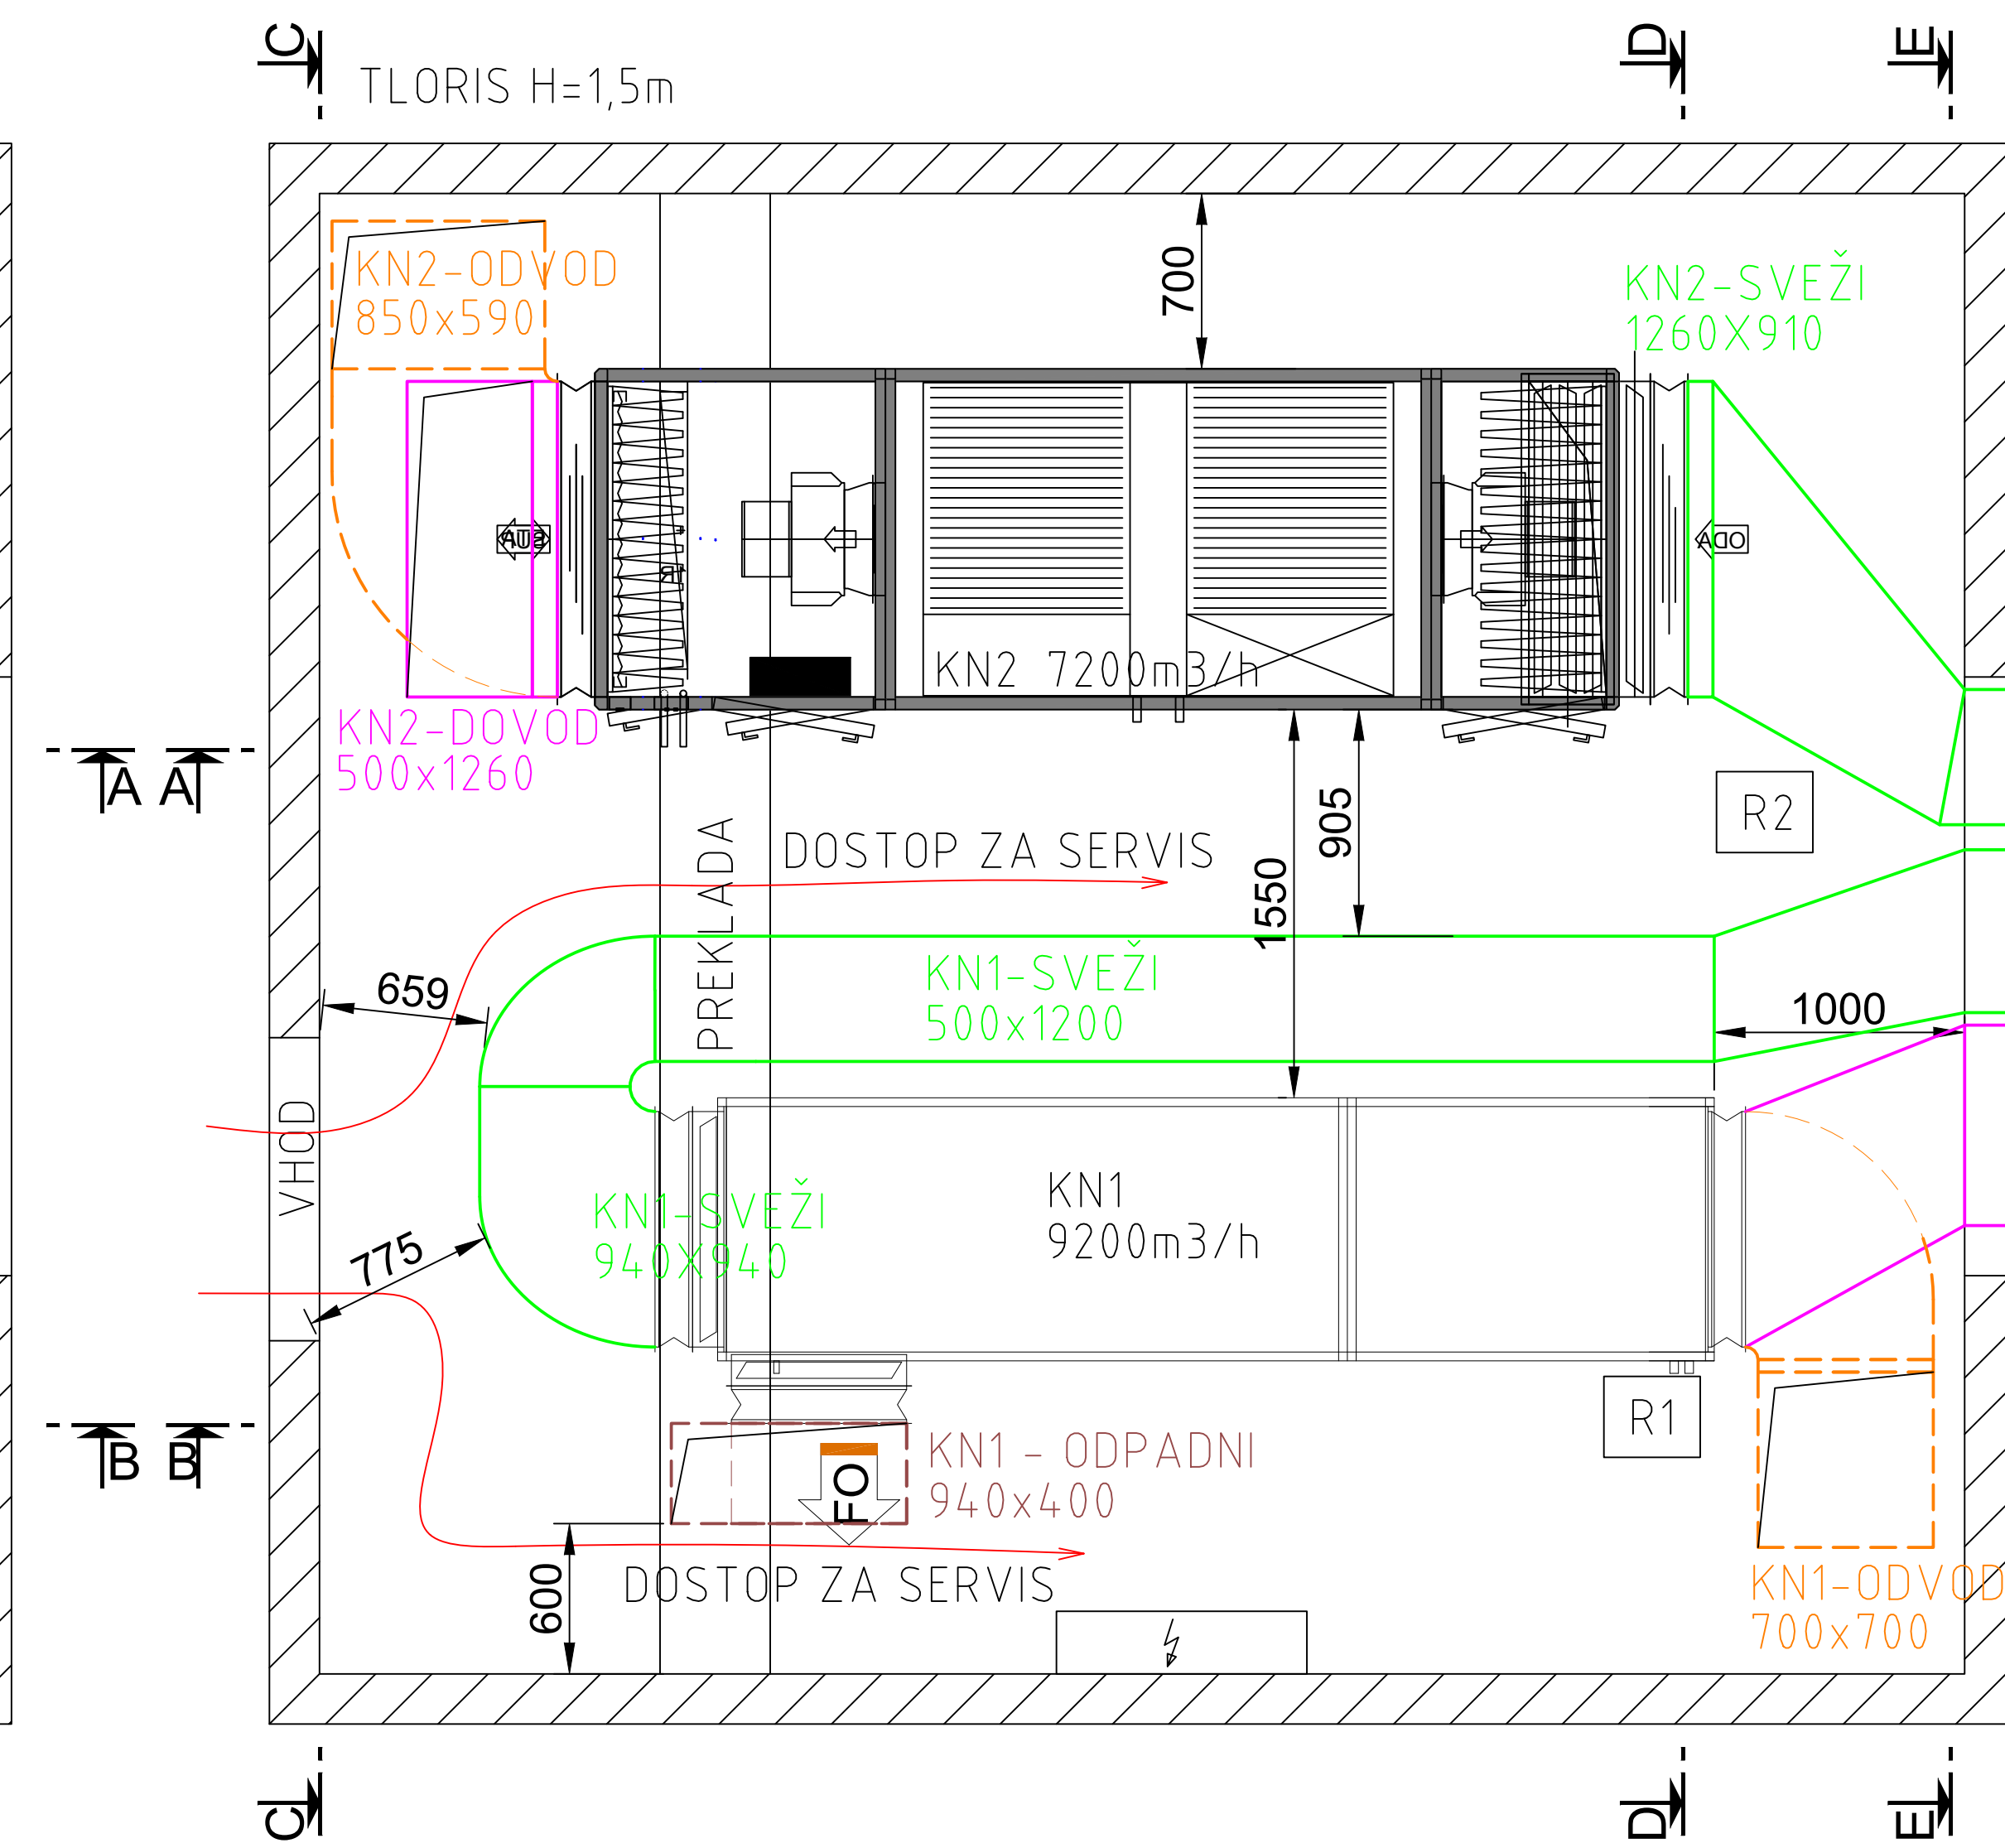 C
D
E
TLORIS H=1,5m
KN2-ODVOD
850x590
700
KN2-SVEŽI
1260X910
SUA
ODA
KN2 7200m3/h
KN2-DOVOD
500x1260
A
A
R2
905
DOSTOP ZA SERVIS
1550
PREKLADA
659
KN1-SVEŽI
500x1200
1000
VHOD
KN1
9200m3/h
KN1-SVEŽI
940X940
775
R1
B
B
KN1 - ODPADNI
940x400
FO
600
DOSTOP ZA SERVIS
KN1-ODVOD
700x700
C
D
E